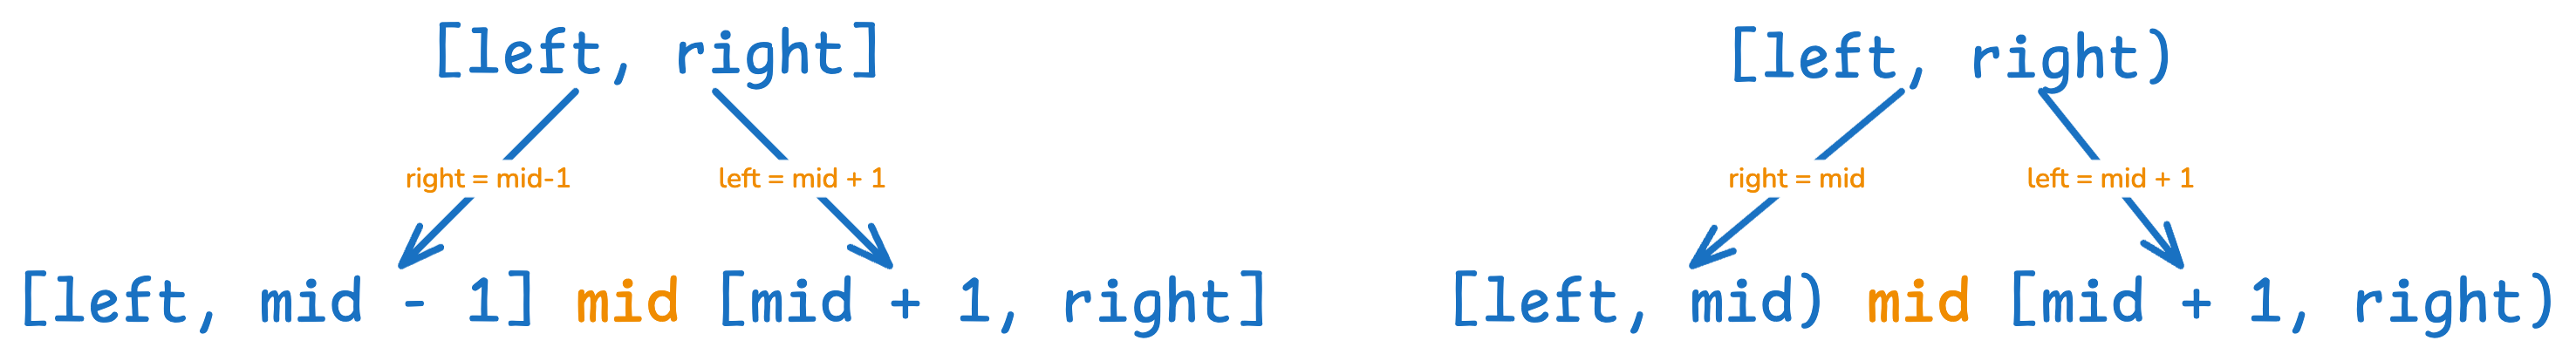 [left, right]
right = mid-1
left = mid + 1
[left, mid - 1] mid [mid + 1, right]
[left, right)
right = mid
left = mid + 1
[left, mid) mid [mid + 1, right)